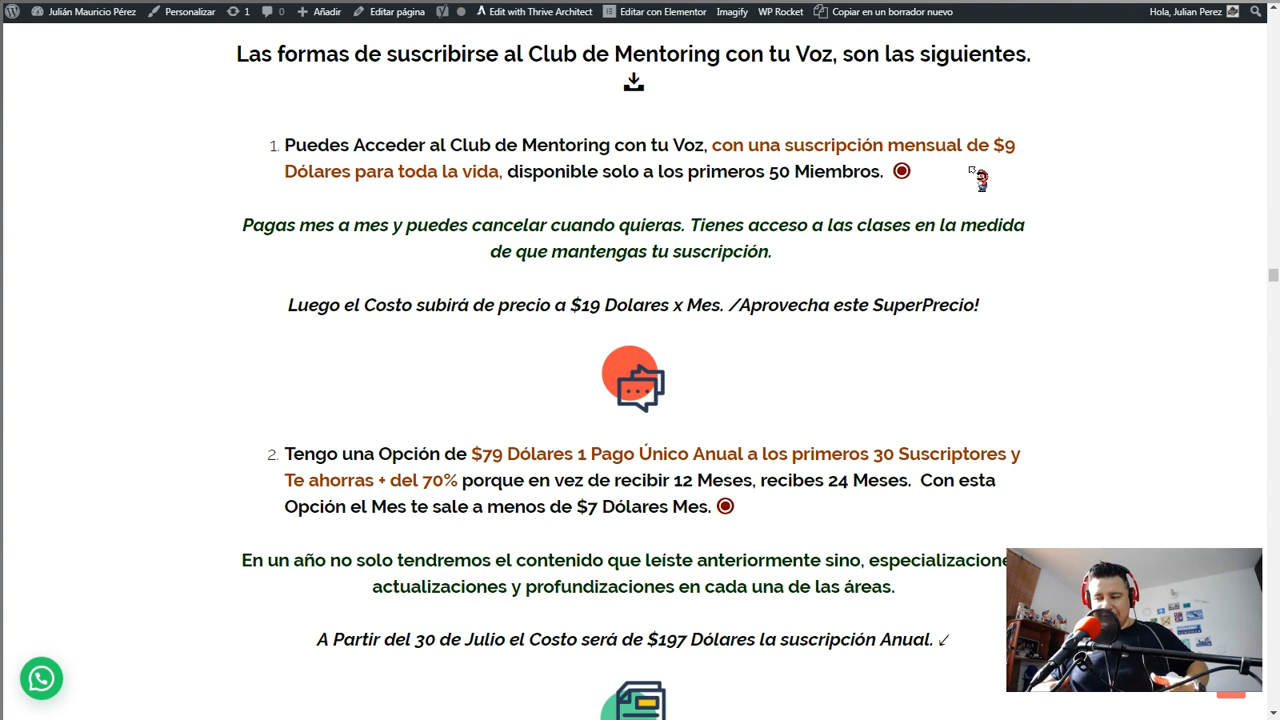 Julián Mauricio Pérez Personalizar 1 0 Añadir Editar página Edit with Thrive Architect Editar con Elementor Imagify WP Rocket Copiar en un borrador nuevo Hola, Julian Perez
Las formas de suscribirse al Club de Mentoring con tu Voz, son las siguientes.
1. Puedes Acceder al Club de Mentoring con tu Voz, con una suscripción mensual de $9
Dólares para toda la vida, disponible solo a los primeros 50 Miembros.
Pagas mes a mes y puedes cancelar cuando quieras. Tienes acceso a las clases en la medida
de que mantengas tu suscripción.
Luego el Costo subirá de precio a $19 Dolares x Mes. /Aprovecha este SuperPrecio!
2. Tengo una Opción de $79 Dólares 1 Pago Único Anual a los primeros 30 Suscriptores y
Te ahorras + del 70% porque en vez de recibir 12 Meses, recibes 24 Meses. Con esta
Opción el Mes te sale a menos de $7 Dólares Mes.
En un año no solo tendremos el contenido que leíste anteriormente sino, especializacione
actualizaciones y profundizaciones en cada una de las áreas.
A Partir del 30 de Julio el Costo será de $197 Dólares la suscripción Anual. ✓